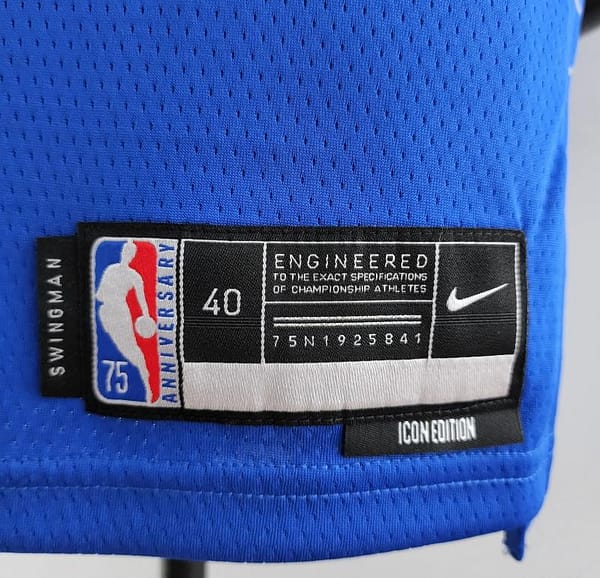 SWINGMAN
75
ANNIVERSARY
40
ENGINEERED
TO THE EXACT SPECIFICATIONS
OF CHAMPIONSHIP ATHLETES
75N1925841
ICON EDITION